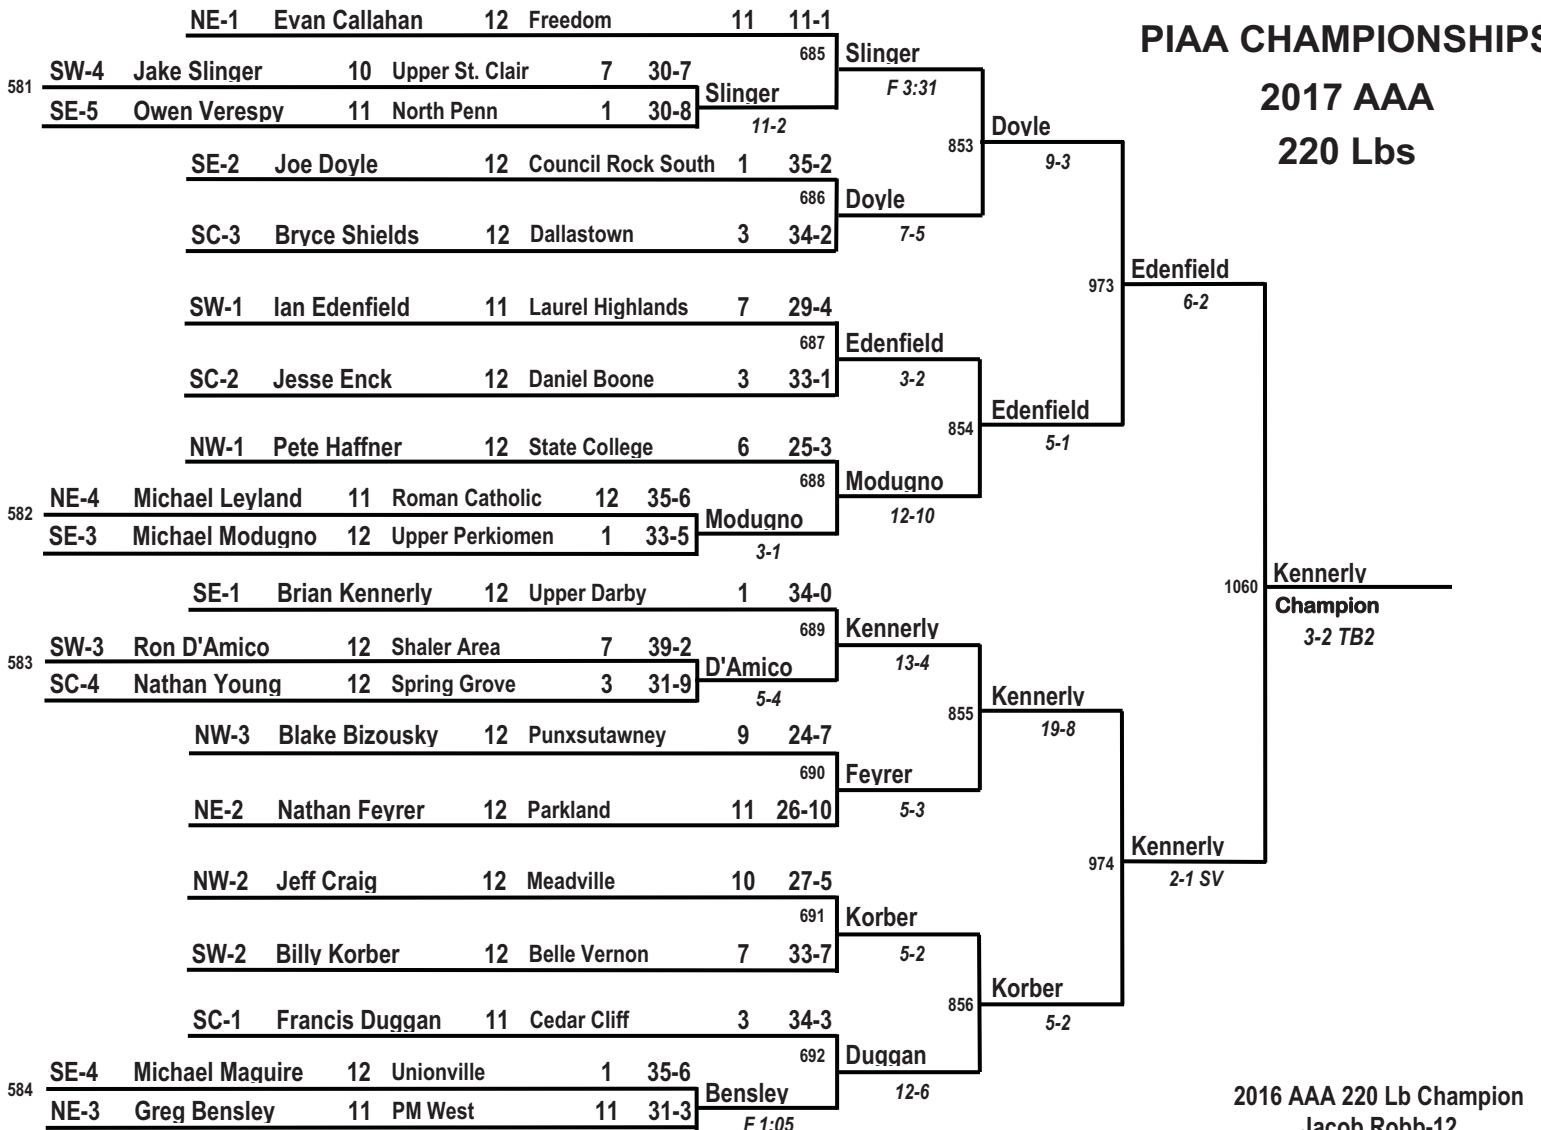 NE-1 Evan Callahan 12 Freedom 11 11-1
PIAA CHAMPIONSHIPS
685 Slinger
581 SW-4 Jake Slinger 10 Upper St. Clair 7 30-7
F 3:31
Slinger
2017 AAA
SE-5 Owen Verespy 11 North Penn 1 30-8
11-2
Doyle
853
220 Lbs
SE-2 Joe Doyle 12 Council Rock South 1 35-2
9-3
686 Doyle
SC-3 Bryce Shields 12 Dallastown 3 34-2
7-5
Edenfield
973
SW-1 Ian Edenfield 11 Laurel Highlands 7 29-4
6-2
687 Edenfield
SC-2 Jesse Enck 12 Daniel Boone 3 33-1
3-2
Edenfield
854
5-1
NW-1 Pete Haffner 12 State College 6 25-3
688 Modugno
NE-4 Michael Leyland 11 Roman Catholic 12 35-6
582
Modugno
12-10
SE-3 Michael Modugno 12 Upper Perkiomen 1 33-5
3-1
Kennerly
1060
SE-1 Brian Kennerly 12 Upper Darby 1 34-0
Champion
689 Kennerly
3-2 TB2
SW-3 Ron D'Amico 12 Shaler Area 7 39-2
583
D'Amico
13-4
SC-4 Nathan Young 12 Spring Grove 3 31-9
5-4
Kennerly
855
19-8
NW-3 Blake Bizousky 12 Punxsutawney 9 24-7
690 Feyrer
NE-2 Nathan Feyrer 12 Parkland 11 26-10
5-3
Kennerly
974
2-1 SV
NW-2 Jeff Craig 12 Meadville 10 27-5
691 Korber
SW-2 Billy Korber 12 Belle Vernon 7 33-7
5-2
Korber
856
5-2
SC-1 Francis Duggan 11 Cedar Cliff 3 34-3
692 Duggan
SE-4 Michael Maguire 12 Unionville 1 35-6
584
Bensley
12-6
2016 AAA 220 Lb Champion
NE-3 Greg Bensley 11 PM West 11 31-3
F 1:05
Jacob Robb-12